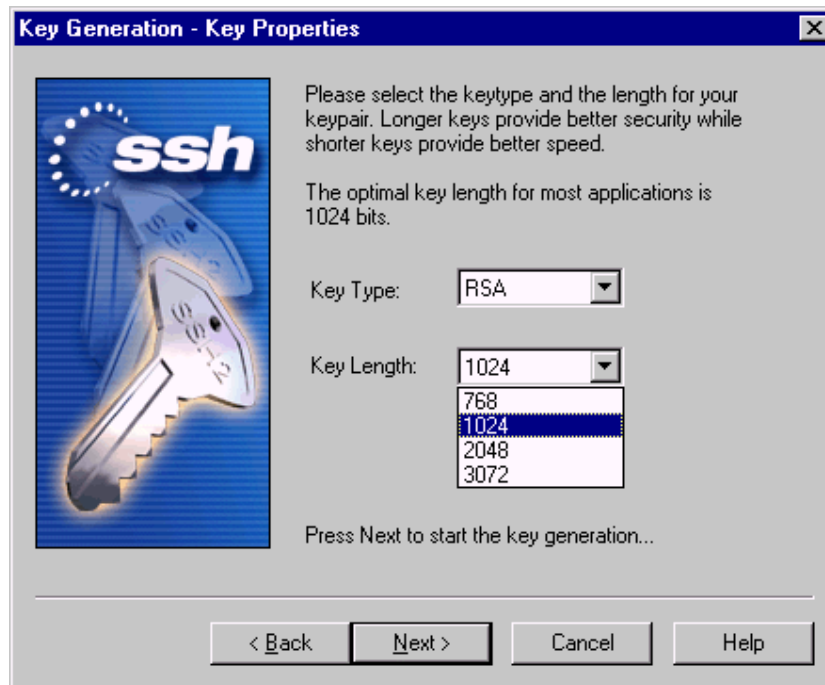 Key Generation - Key Properties
ssh
Please select the keytype and the length for your
keypair. Longer keys provide better security while
shorter keys provide better speed.
The optimal key length for most applications is
1024 bits.
Key Type: RSA
Key Length: 1024
768
1024
2048
3072
Press Next to start the key generation...
< Back Next > Cancel Help